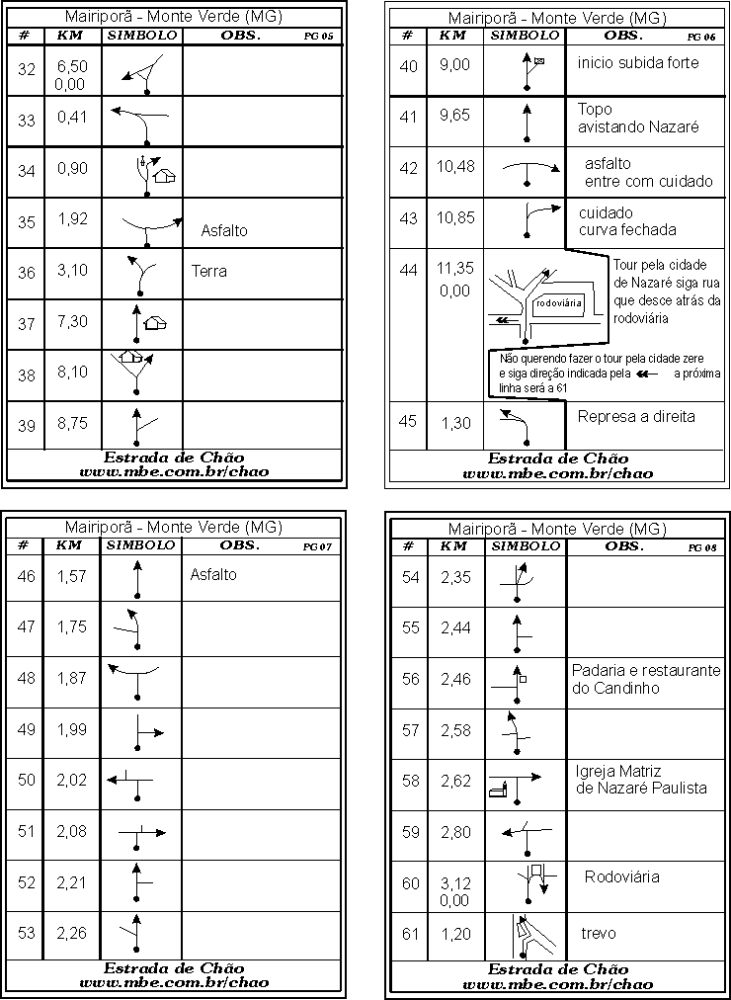 Mairiporã - Monte Verde (MG)
# KM SIMBOLO OBS. PG 05
32 6,50
0,00
33 0,41
34 0,90
35 1,92 Asfalto
36 3,10 Terra
37 7,30
38 8,10
39 8,75
Estrada de Chão
www.mbe.com.br/chao
Mairiporã - Monte Verde (MG)
# KM SIMBOLO OBS. PG 06
40 9,00 inicio subida forte
41 9,65 Topo
avistando Nazaré
42 10,48 asfalto
entre com cuidado
43 10,85 cuidado
curva fechada
44 11,35 Tour pela cidade
0,00 de Nazaré siga rua
rodoviária que desce atrás da
rodoviária
Não querendo fazer o tour pela cidade zere
e siga direção indicada pela a próxima
linha será a 61
45 1,30 Represa a direita
Estrada de Chão
www.mbe.com.br/chao
Mairiporã - Monte Verde (MG)
# KM SIMBOLO OBS. PG 07
46 1,57 Asfalto
47 1,75
48 1,87
49 1,99
50 2,02
51 2,08
52 2,21
53 2,26
Estrada de Chão
www.mbe.com.br/chao
Mairiporã - Monte Verde (MG)
# KM SIMBOLO OBS. PG 08
54 2,35
55 2,44
56 2,46 Padaria e restaurante
do Candinho
57 2,58
58 2,62 Igreja Matriz
de Nazaré Paulista
59 2,80
60 3,12 Rodoviária
0,00
61 1,20 trevo
Estrada de Chão
www.mbe.com.br/chao